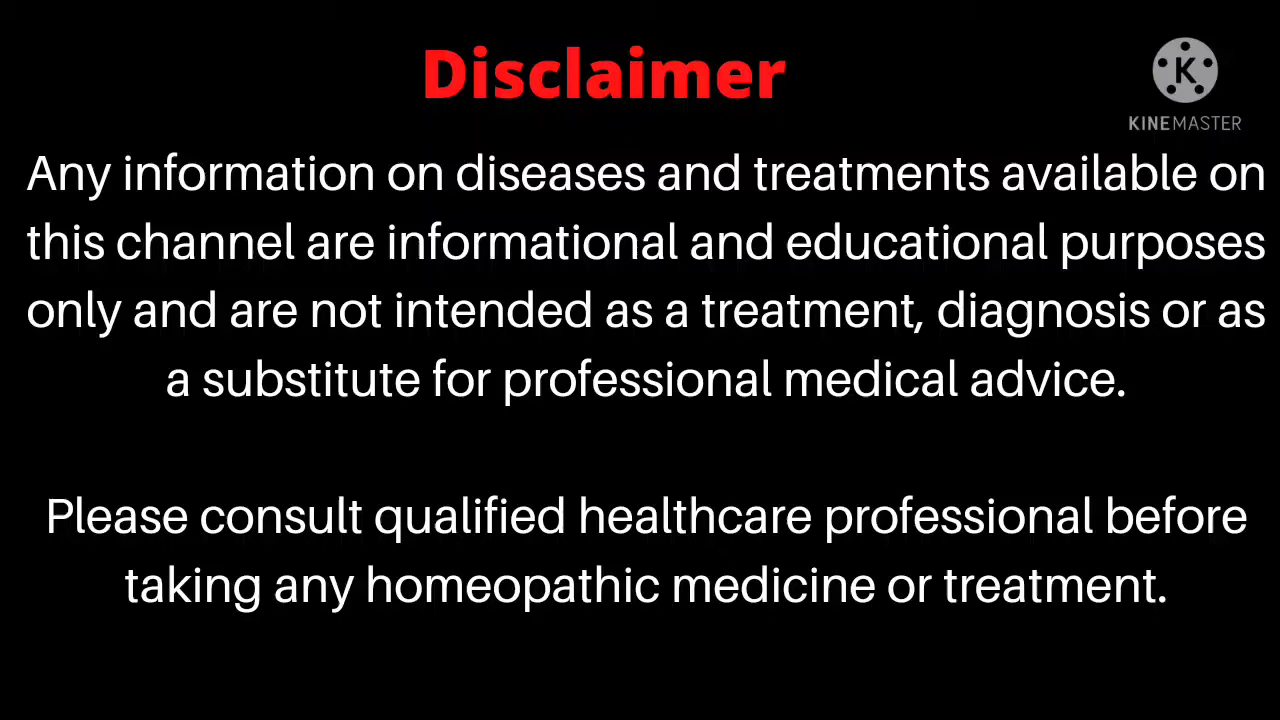 Disclaimer
K
KINEMASTER
Any information on diseases and treatments available on
this channel are informational and educational purposes
only and are not intended as a treatment, diagnosis or as
a substitute for professional medical advice.
Please consult qualified healthcare professional before
taking any homeopathic medicine or treatment.